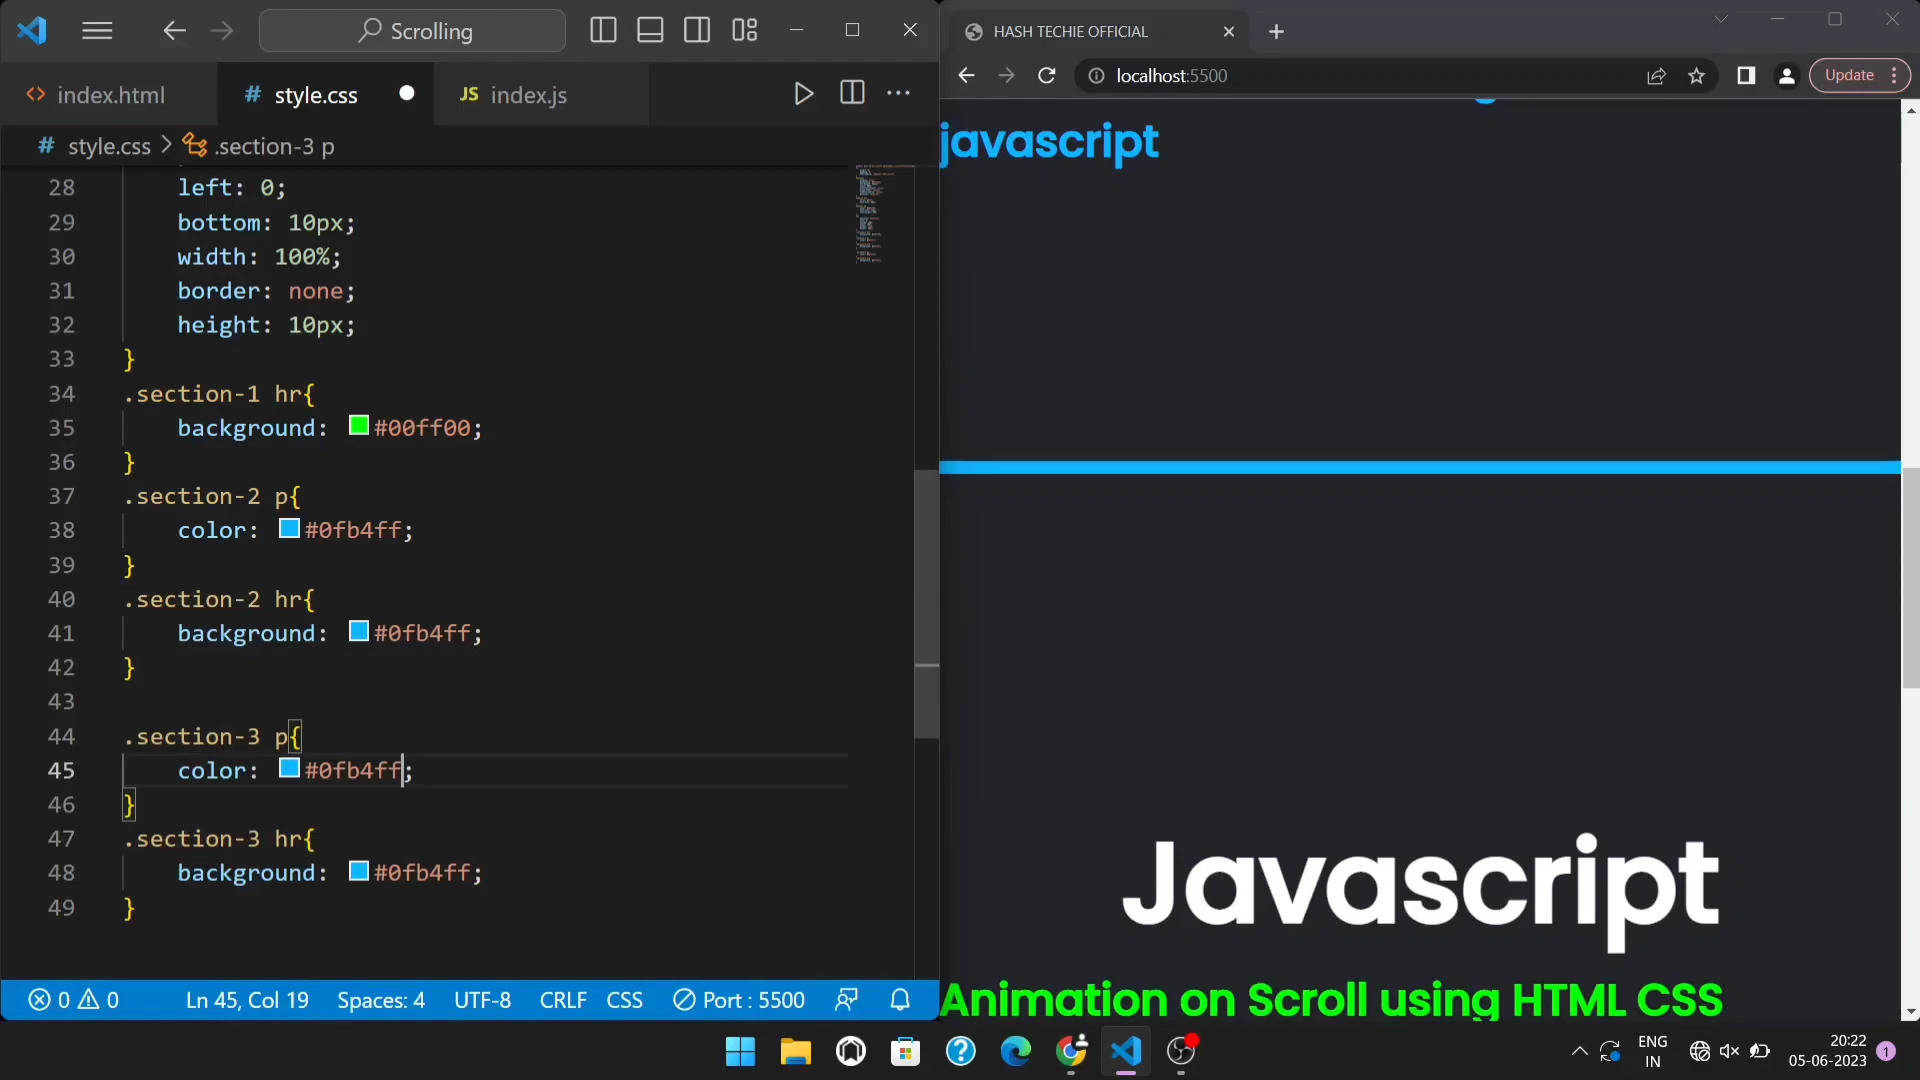 Scrolling
index.html
# style.css
JS index.js
# style.css > .section-3 p
28 left: 0;
29 bottom: 10px;
30 width: 100%;
31 border: none;
32 height: 10px;
33 }
34 .section-1 hr{
35 background: #00ff00;
36 }
37 .section-2 p{
38 color: #0fb4ff;
39 }
40 .section-2 hr{
41 background: #0fb4ff;
42 }
43
44 .section-3 p{
45 color: #0fb4ff;
46 }
47 .section-3 hr{
48 background: #0fb4ff;
49 }
0 0 Ln 45, Col 19 Spaces: 4 UTF-8 CRLF CSS Port : 5500
HASH TECHIE OFFICIAL
localhost:5500
Update
javascript
Javascript
Animation on Scroll using HTML CSS
ENG
IN
20:22
05-06-2023
1